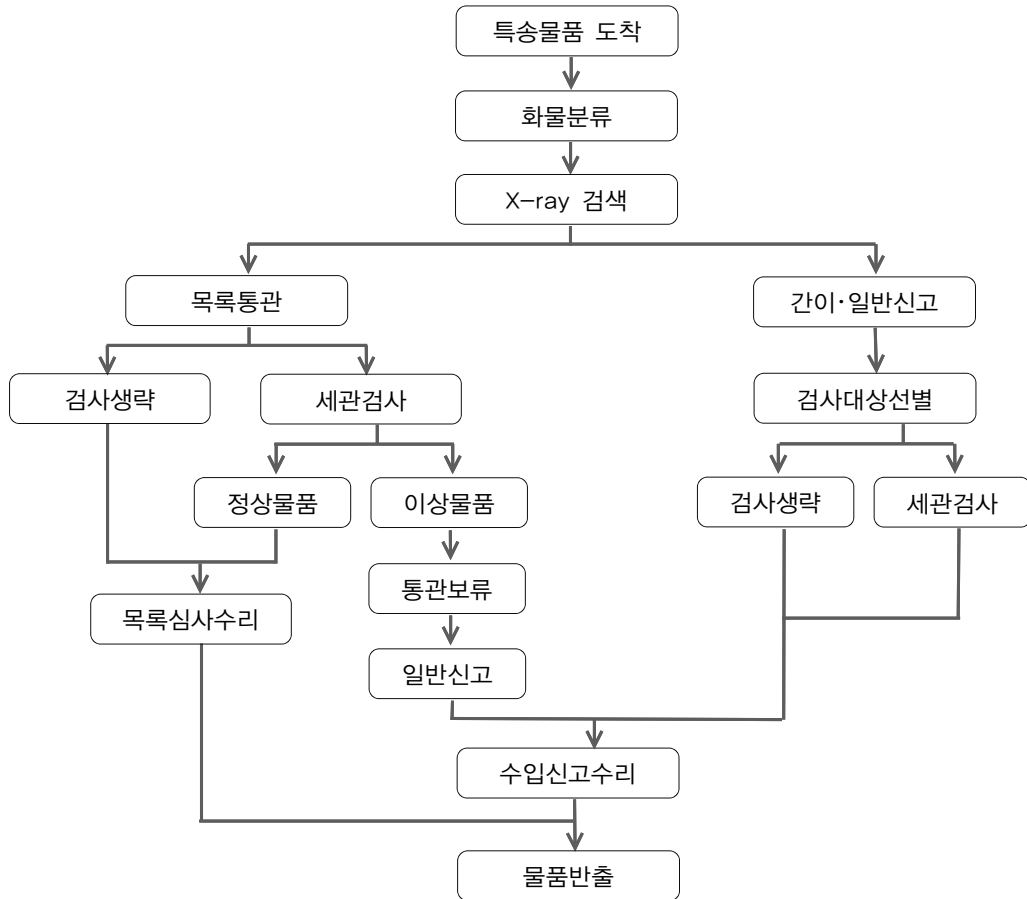 특송물품 도착
화물분류
X-ray 검색
목록통관
간이·일반신고
검사생략
세관검사
검사대상선별
정상물품
이상물품
검사생략
세관검사
통관보류
목록심사수리
일반신고
수입신고수리
물품반출